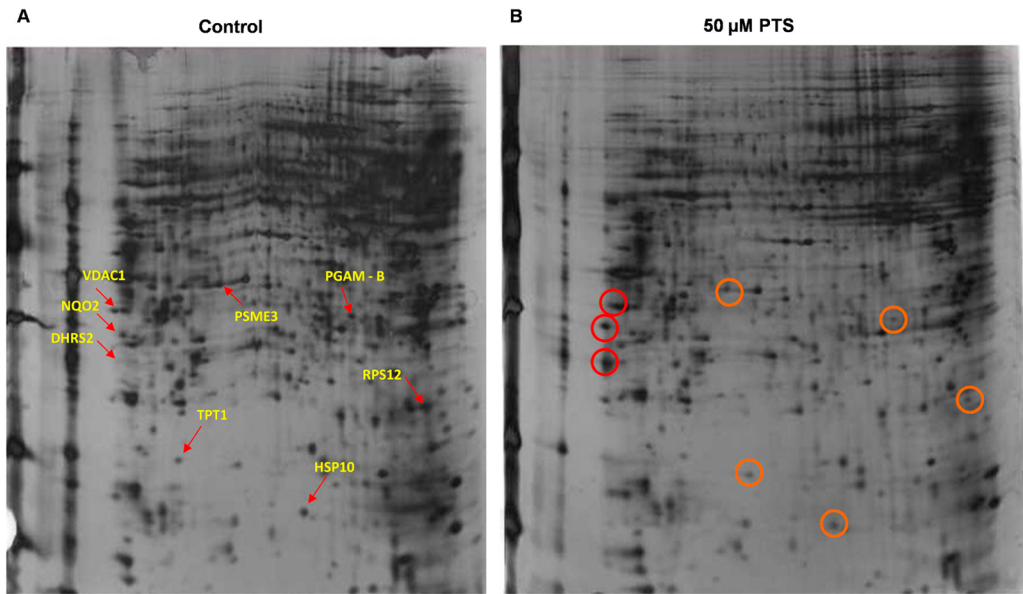 A
Control
B
50 µM PTS
VDAC1
PGAM - B
NQO2
PSME3
DHRS2
RPS12
TPT1
HSP10